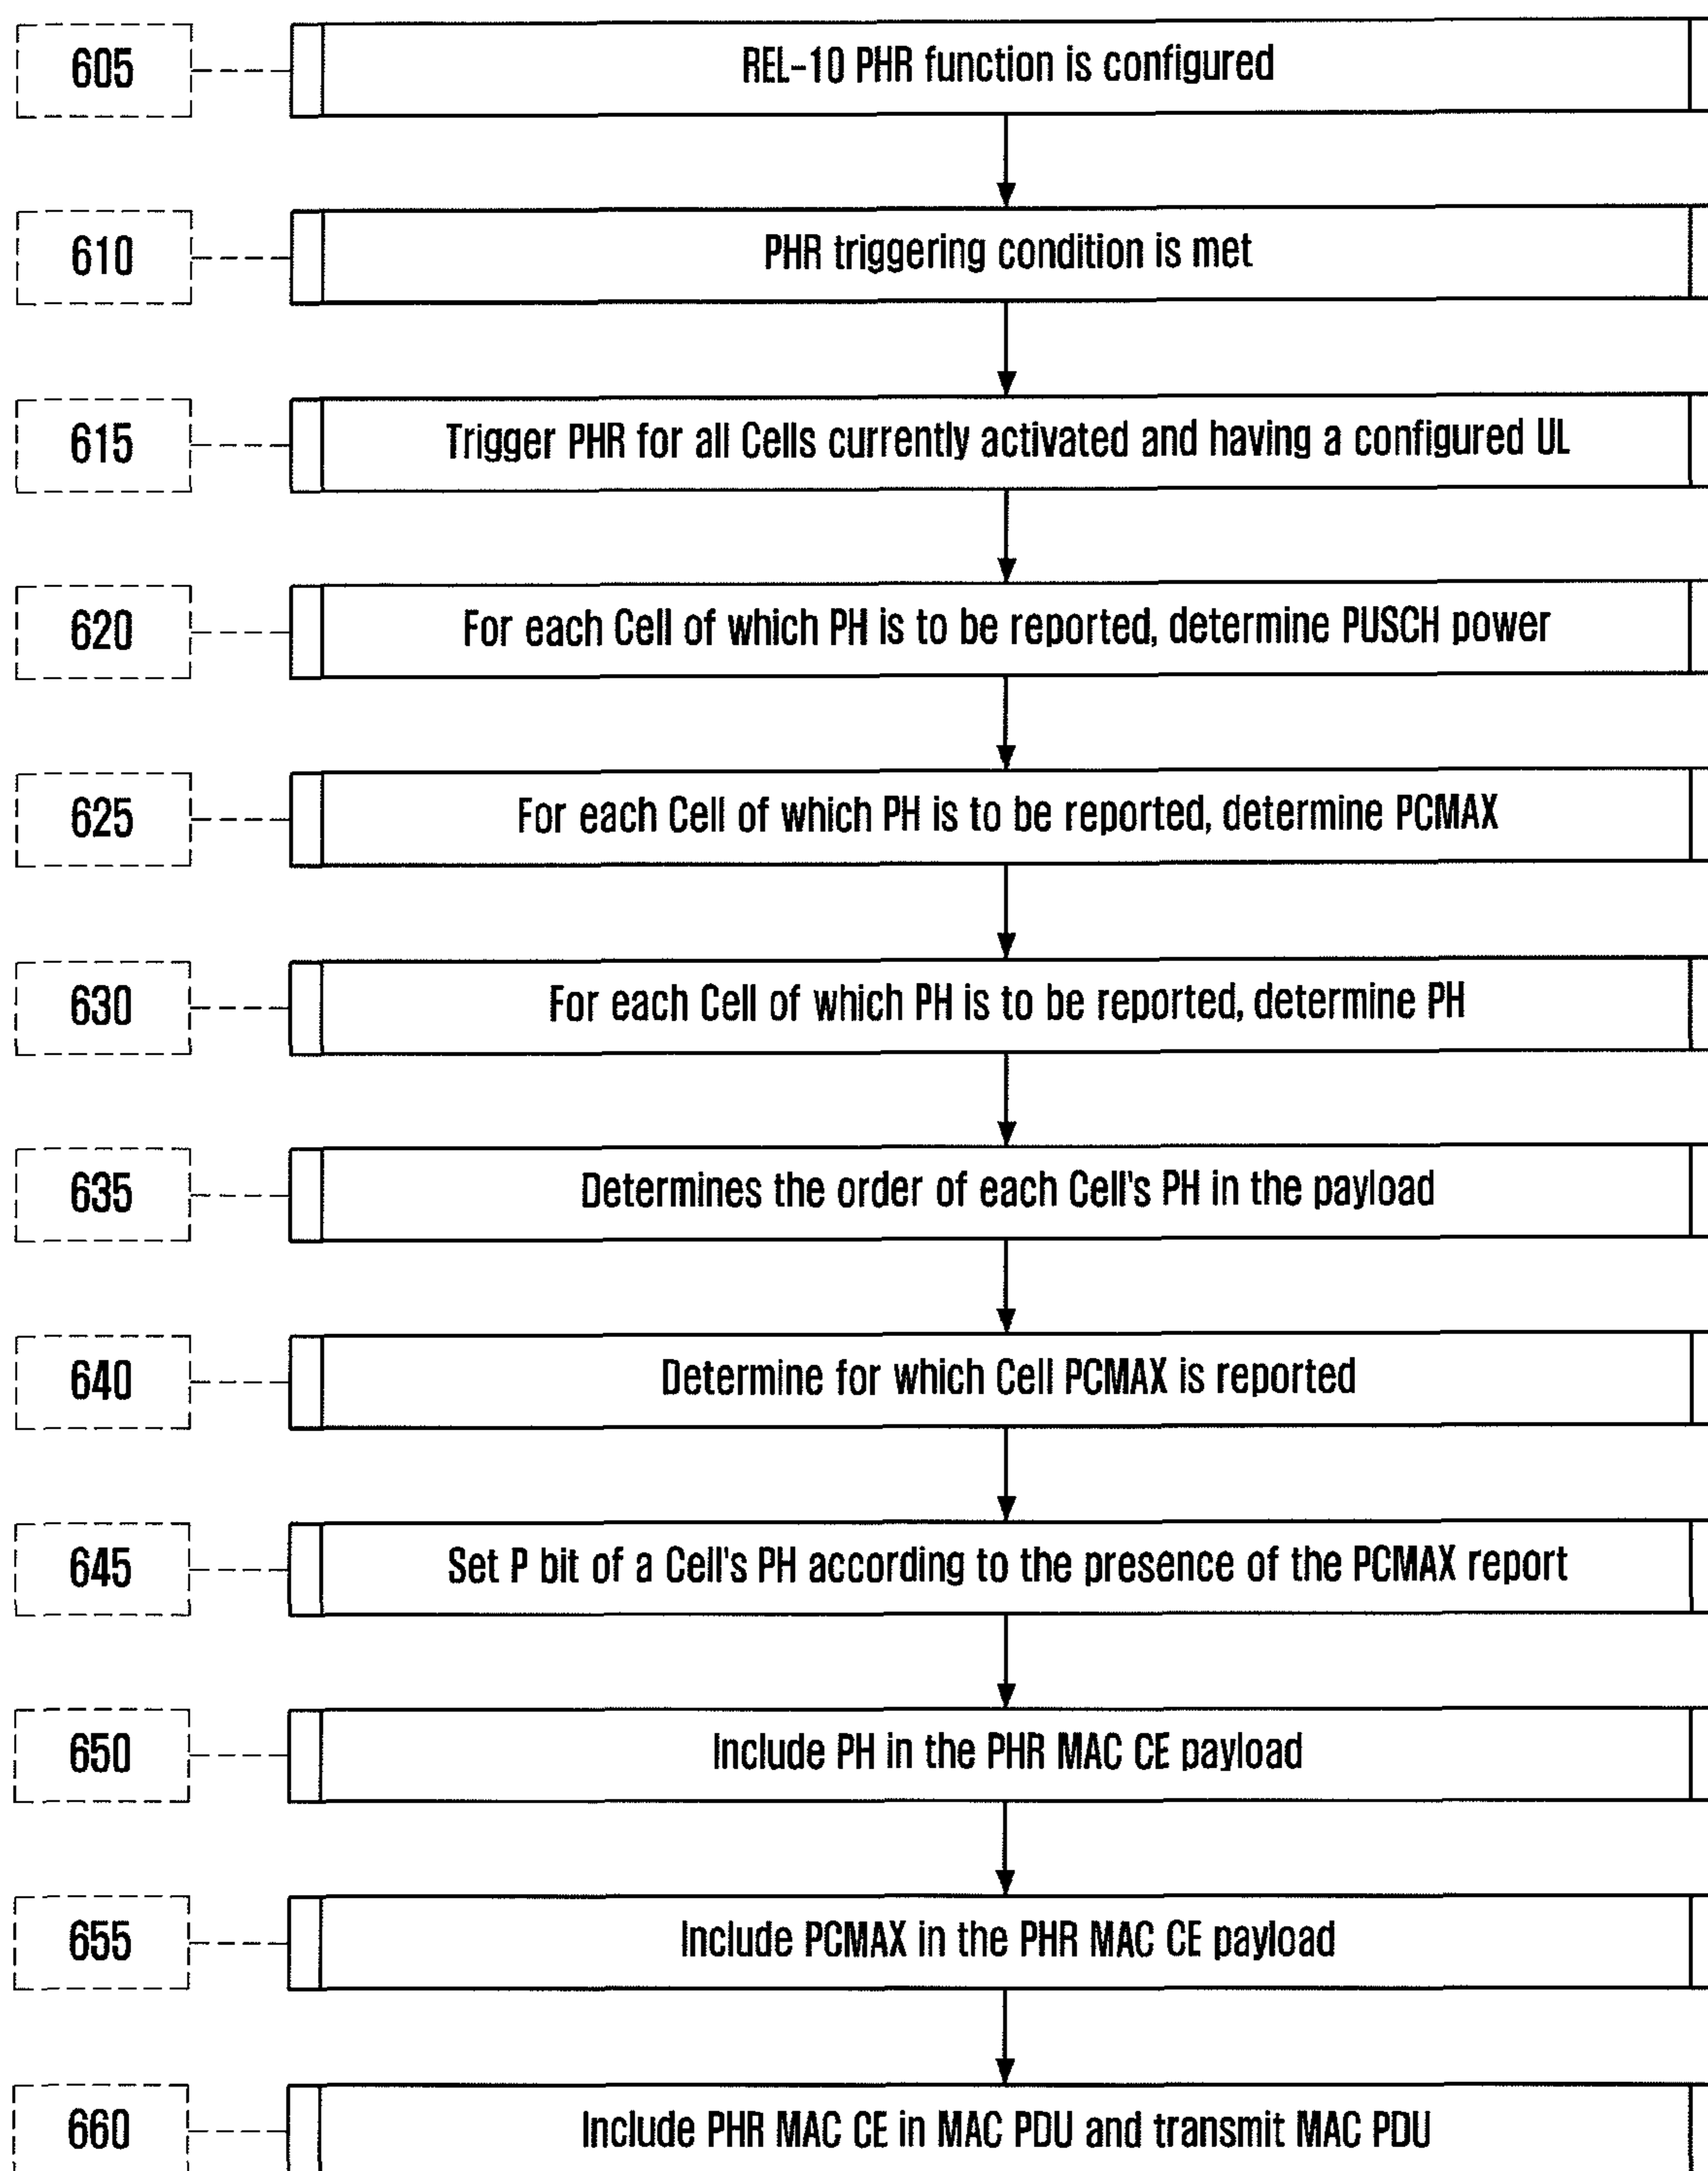 605
REL-10 PHR function is configured
610
PHR triggering condition is met
615
Trigger PHR for all Cells currently activated and having a configured UL
620
For each Cell of which PH is to be reported, determine PUSCH power
625
For each Cell of which PH is to be reported, determine PCMAX
630
For each Cell of which PH is to be reported, determine PH
635
Determines the order of each Cell's PH in the payload
640
Determine for which Cell PCMAX is reported
645
Set P bit of a Cell's PH according to the presence of the PCMAX report
650
Include PH in the PHR MAC CE payload
655
Include PCMAX in the PHR MAC CE payload
660
Include PHR MAC CE in MAC PDU and transmit MAC PDU